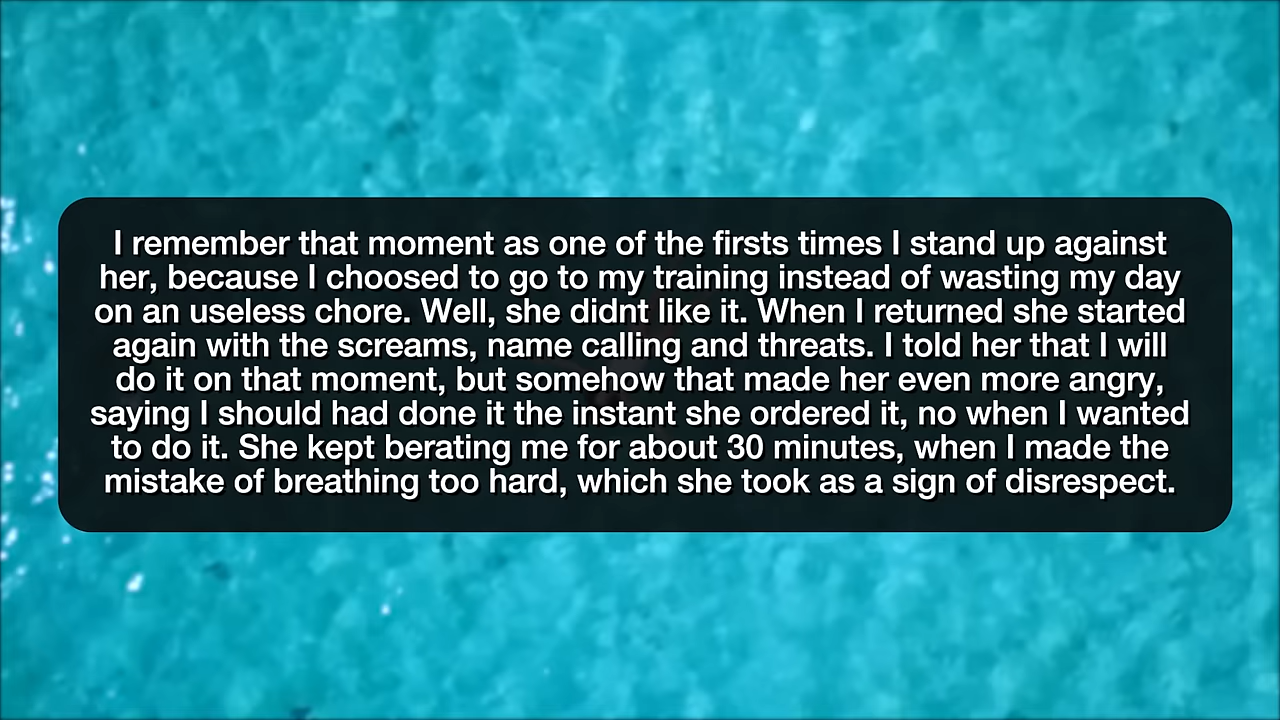 I remember that moment as one of the firsts times I stand up against
her, because I choosed to go to my training instead of wasting my day
on an useless chore. Well, she didnt like it. When I returned she started
again with the screams, name calling and threats. I told her that I will
do it on that moment, but somehow that made her even more angry,
saying I should had done it the instant she ordered it, no when I wanted
to do it. She kept berating me for about 30 minutes, when I made the
mistake of breathing too hard, which she took as a sign of disrespect.